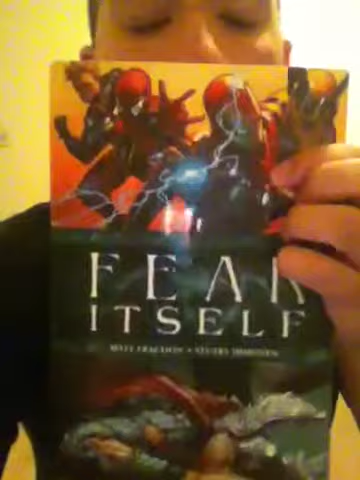 FEAR
ITSELF
MATT FRACTION • STUART IMMONEN